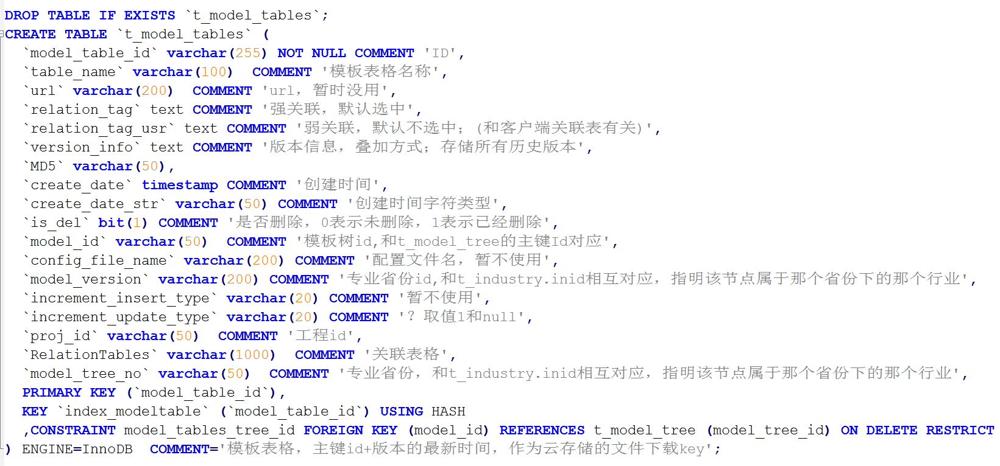 DROP TABLE IF EXISTS `t_model_tables`;
CREATE TABLE `t_model_tables` (
  `model_table_id` varchar(255) NOT NULL COMMENT 'ID',
  `table_name` varchar(100)  COMMENT '模板表格名称',
  `url` varchar(200)  COMMENT 'url，暂时没用',
  `relation_tag` text COMMENT '强关联，默认选中',
  `relation_tag_usr` text COMMENT '弱关联，默认不选中；(和客户端关联表有关)',
  `version_info` text COMMENT '版本信息，叠加方式；存储所有历史版本',
  `MD5` varchar(50),
  `create_date` timestamp COMMENT '创建时间',
  `create_date_str` varchar(50) COMMENT '创建时间字符类型',
  `is_del` bit(1) COMMENT '是否删除，0表示未删除，1表示已经删除',
  `model_id` varchar(50)  COMMENT '模板树id,和t_model_tree的主键Id对应',
  `config_file_name` varchar(200) COMMENT '配置文件名，暂不使用',
  `model_version` varchar(200) COMMENT '专业省份id,和t_industry.inid相互对应，指明该节点属于那个省份下的那个行业',
  `increment_insert_type` varchar(20) COMMENT '暂不使用',
  `increment_update_type` varchar(20) COMMENT '？取值1和null',
  `proj_id` varchar(50)  COMMENT '工程id',
  `RelationTables` varchar(1000)  COMMENT '关联表格',
  `model_tree_no` varchar(50)  COMMENT '专业省份，和t_industry.inid相互对应，指明该节点属于那个省份下的那个行业',
  PRIMARY KEY (`model_table_id`),
  KEY `index_modeltable` (`model_table_id`) USING HASH
  ,CONSTRAINT model_tables_tree_id FOREIGN KEY (model_id) REFERENCES t_model_tree (model_tree_id) ON DELETE RESTRICT
) ENGINE=InnoDB  COMMENT='模板表格，主键id+版本的最新时间，作为云存储的文件下载key';